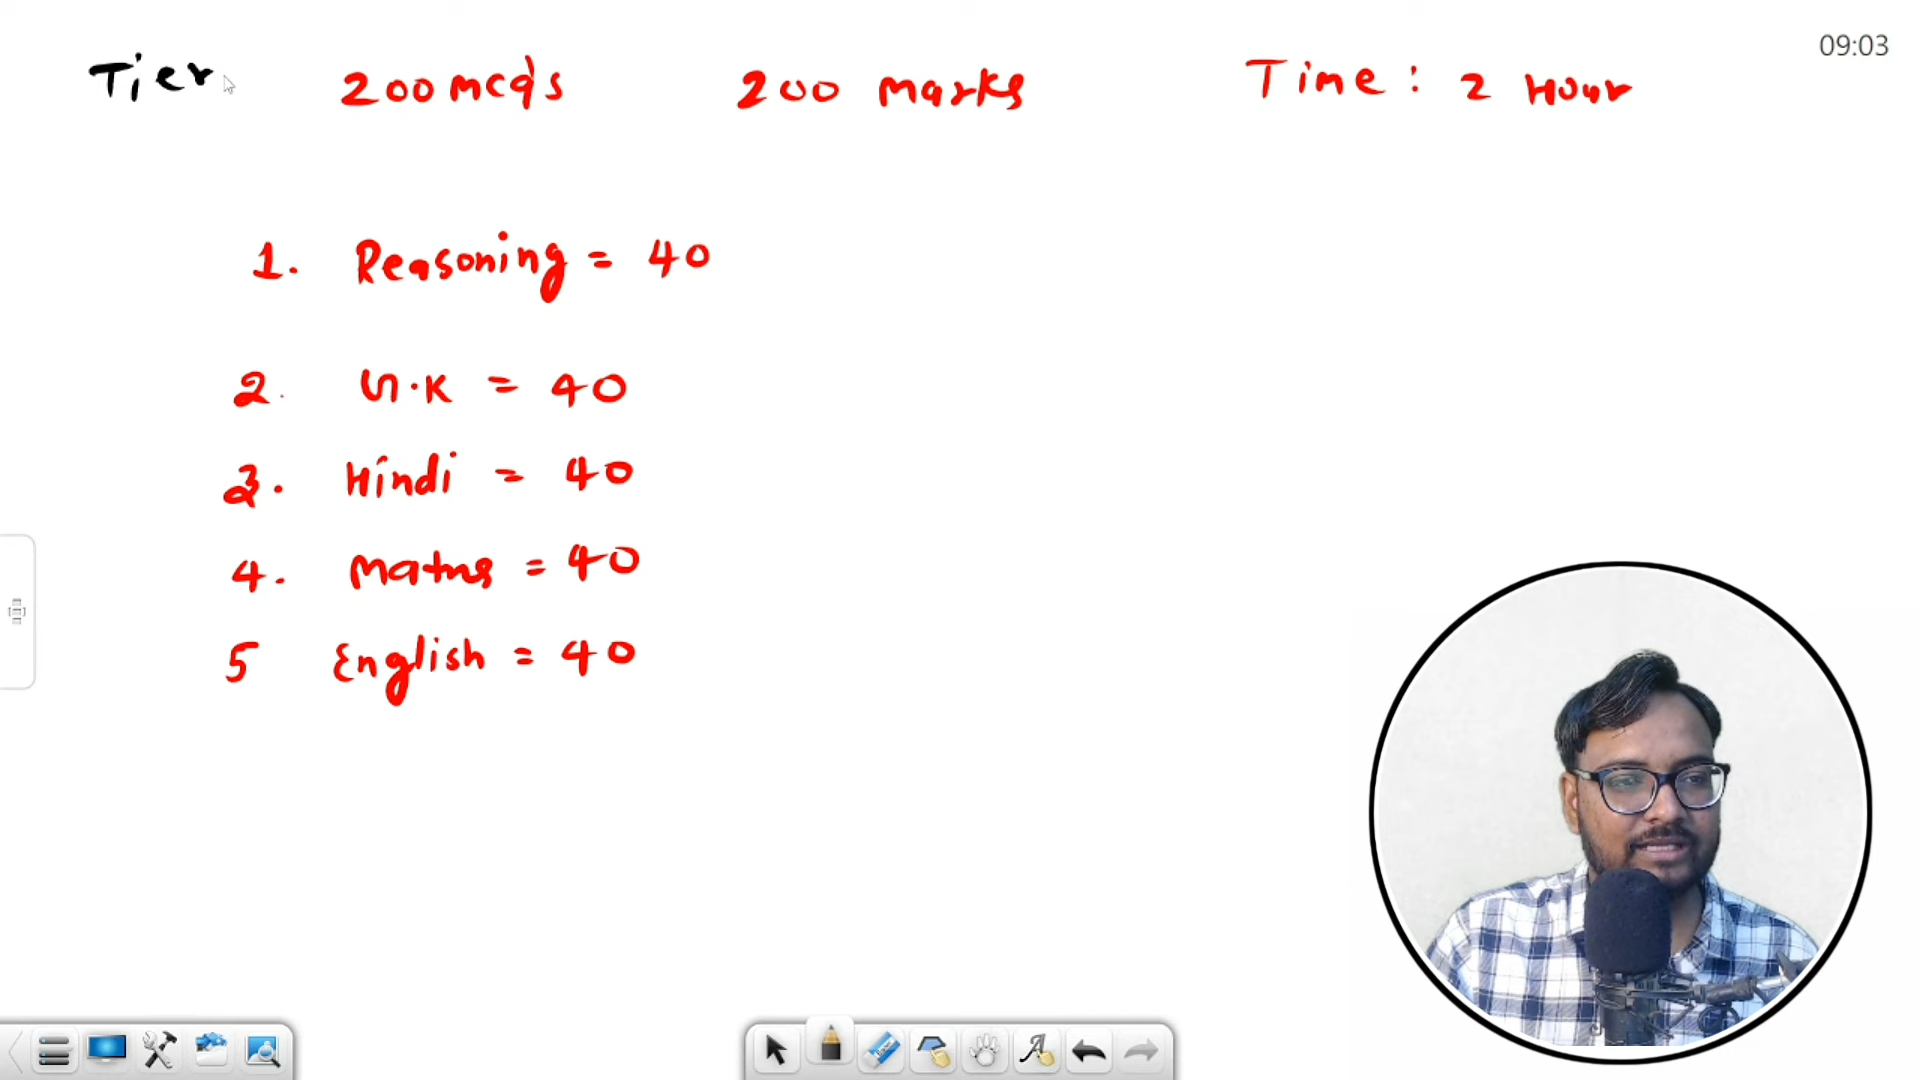 09:03
Tier 200 mcq's 200 marks Time : 2 Hour
1. Reasoning = 40
2. G.K = 40
3. Hindi = 40
4. Maths = 40
5 English = 40